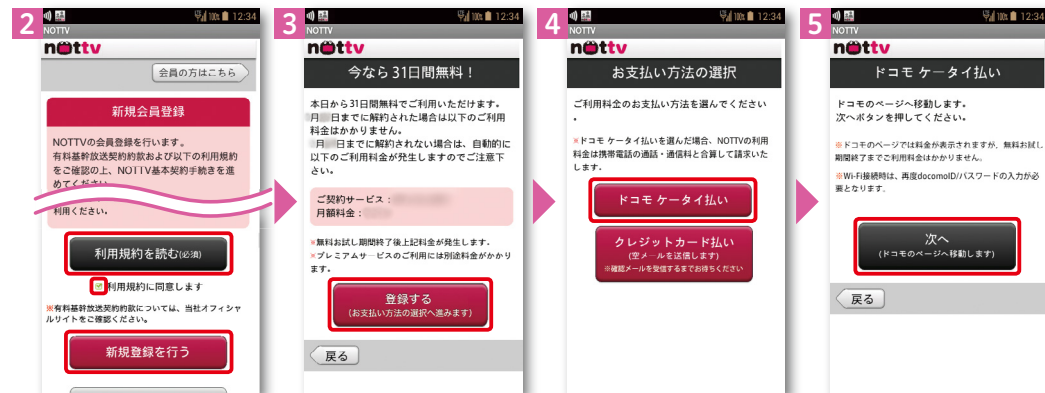 2
100% 12:34
NOTTV
nottv
会員の方はこちら
新規会員登録
NOTTVの会員登録を行います。
有料基幹放送契約約款および以下の利用規約
をご確認の上、NOTTV基本契約手続きを進
めてください
利用ください。
利用規約を読む(必須)
利用規約に同意します
※有料基幹放送契約約款については、当社オフィシャ
ルサイトをご確認ください。
新規登録を行う
3
100% 12:34
NOTTV
nottv
今なら31日間無料！
本日から31日間無料でご利用いただけます。
月 日までに解約された場合は以下のご利用
料金はかかりません。
月 日までに解約されない場合は、自動的に
以下のご利用料金が発生しますのでご注意下
さい。
ご契約サービス：
月額料金：
※無料お試し期間終了後上記料金が発生します。
※プレミアムサービスのご利用には別途料金がかかり
ます。
登録する
(お支払い方法の選択へ進みます)
戻る
4
100% 12:34
NOTTV
nottv
お支払い方法の選択
ご利用料金のお支払い方法を選んでください
。
※ドコモ ケータイ払いを選んだ場合、NOTTVの利用
料金は携帯電話の通話・通信料と合算して請求いた
します。
ドコモ ケータイ払い
クレジットカード払い
(空メールを送信します)
※確認メールを受信するまでお待ちください
5
100% 12:34
NOTTV
nottv
ドコモ ケータイ払い
ドコモのページへ移動します。
次へボタンを押してください。
※ドコモのページでは料金が表示されますが、無料お試し
期間終了までご利用料金はかかりません。
※Wi-Fi接続時は、再度docomoID/パスワードの入力が必
要となります。
次へ
(ドコモのページへ移動します)
戻る